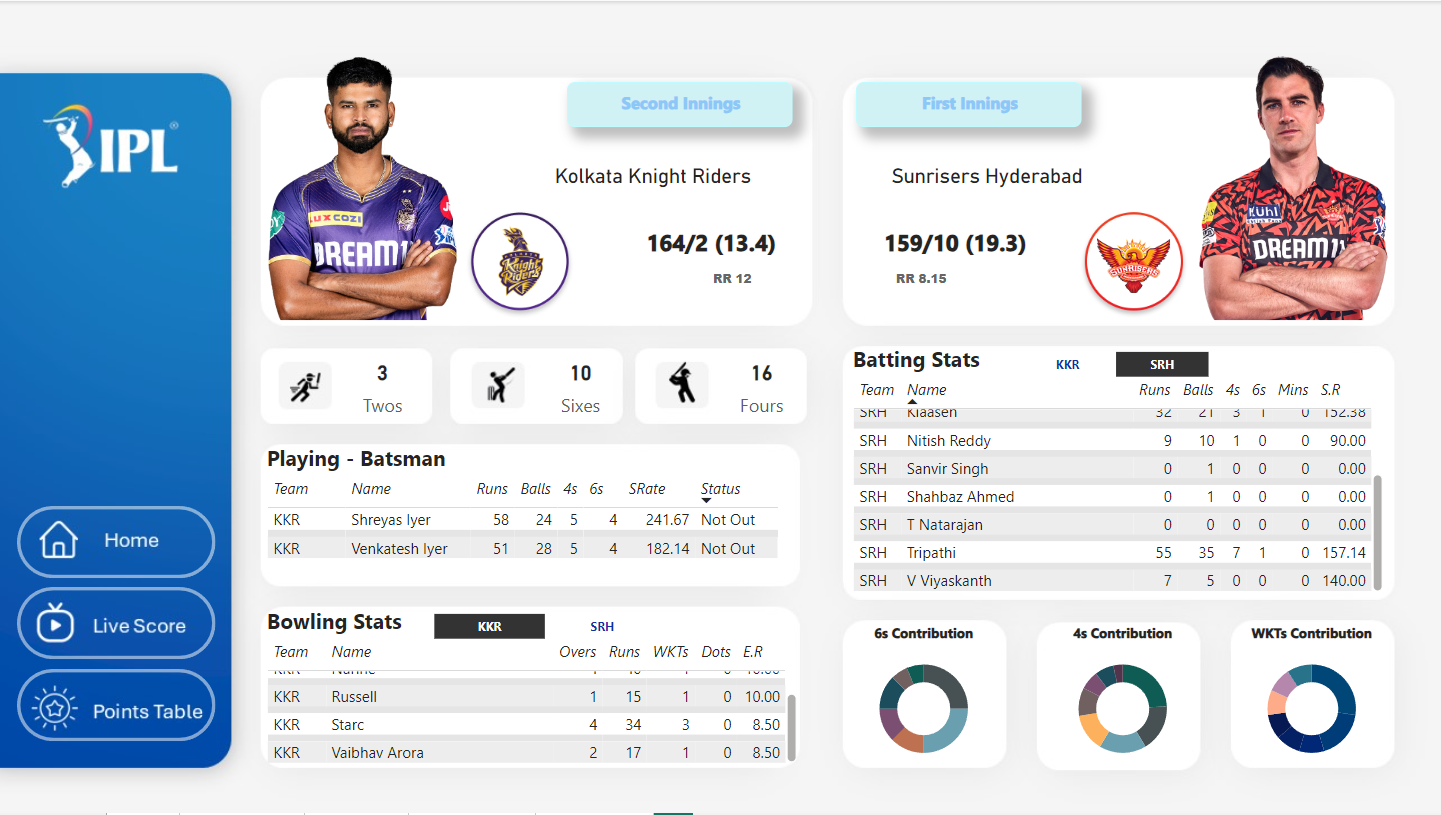 IPL
Home
Live Score
Points Table
Second Innings
Kolkata Knight Riders
164/2 (13.4)
RR 12
LUX COZI
DREAM11
Knight Riders
First Innings
Sunrisers Hyderabad
159/10 (19.3)
RR 8.15
SUNRISERS
Kühl
DREAM11
3
Twos
10
Sixes
16
Fours
Playing - Batsman
Team Name Runs Balls 4s 6s SRate Status
KKR Shreyas Iyer 58 24 5 4 241.67 Not Out
KKR Venkatesh Iyer 51 28 5 4 182.14 Not Out
Bowling Stats KKR SRH
Team Name Overs Runs WKTs Dots E.R
KKR Narine
KKR Russell 1 15 1 0 10.00
KKR Starc 4 34 3 0 8.50
KKR Vaibhav Arora 2 17 1 0 8.50
Batting Stats KKR SRH
Team Name Runs Balls 4s 6s Mins S.R
SRH Klaasen 32 21 3 1 0 152.38
SRH Nitish Reddy 9 10 1 0 0 90.00
SRH Sanvir Singh 0 1 0 0 0 0.00
SRH Shahbaz Ahmed 0 1 0 0 0 0.00
SRH T Natarajan 0 0 0 0 0 0.00
SRH Tripathi 55 35 7 1 0 157.14
SRH V Viyaskanth 7 5 0 0 0 140.00
6s Contribution
4s Contribution
WKTs Contribution